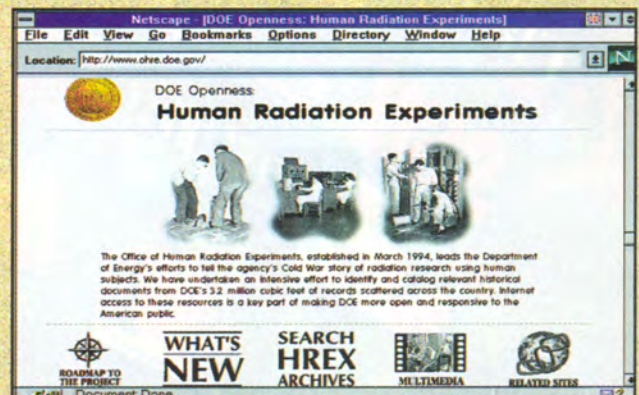 Netscape - [DOE Openness: Human Radiation Experiments]
File Edit View Go Bookmarks Options Directory Window Help
Location: http://www.ohre.doe.gov/
N
DOE Openness:
Human Radiation Experiments
The Office of Human Radiation Experiments, established in March 1994, leads the Department
of Energy's efforts to tell the agency's Cold War story of radiation research using human
subjects. We have undertaken an intensive effort to identify and catalog relevant historical
documents from DOE's 3.2 million cubic feet of records scattered across the country. Internet
access to these resources is a key part of making DOE more open and responsive to the
American public.
ROADMAP TO
THE PROJECT
WHAT'S
NEW
SEARCH
HREX
ARCHIVES
MULTIMEDIA
RELATED SITES
Document: Done